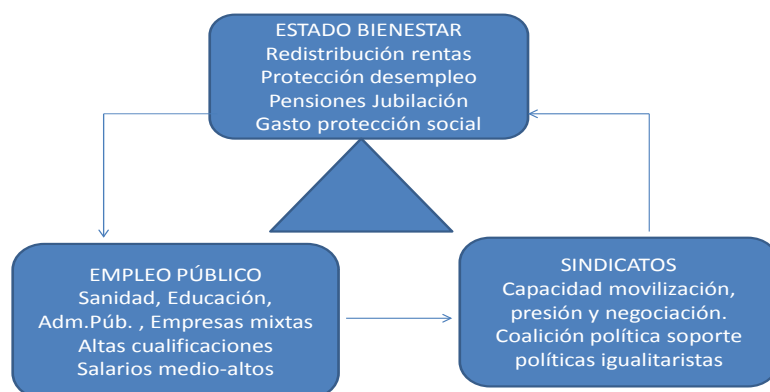 ESTADO BIENESTAR
Redistribución rentas
Protección desempleo
Pensiones Jubilación
Gasto protección social
EMPLEO PÚBLICO
Sanidad, Educación,
Adm.Púb. , Empresas mixtas
Altas cualificaciones
Salarios medio-altos
SINDICATOS
Capacidad movilización,
presión y negociación.
Coalición política soporte
políticas igualitaristas